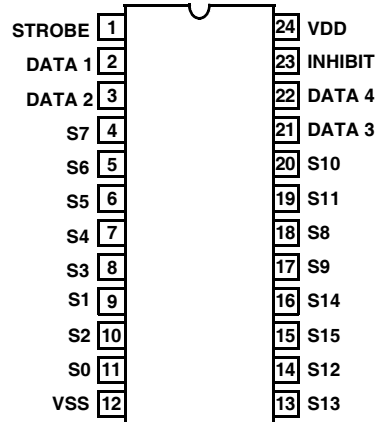 STROBE 1 24 VDD
DATA 1 2 23 INHIBIT
DATA 2 3 22 DATA 4
S7 4 21 DATA 3
S6 5 20 S10
S5 6 19 S11
S4 7 18 S8
S3 8 17 S9
S1 9 16 S14
S2 10 15 S15
S0 11 14 S12
VSS 12 13 S13